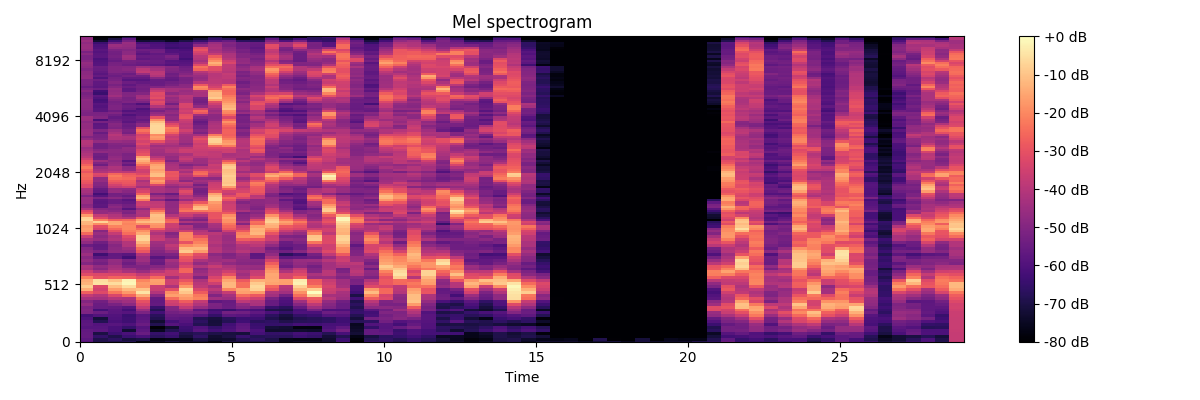 Mel spectrogram
8192
4096
2048
1024
512
0
Hz
0 5 10 15 20 25
Time
+0 dB
-10 dB
-20 dB
-30 dB
-40 dB
-50 dB
-60 dB
-70 dB
-80 dB